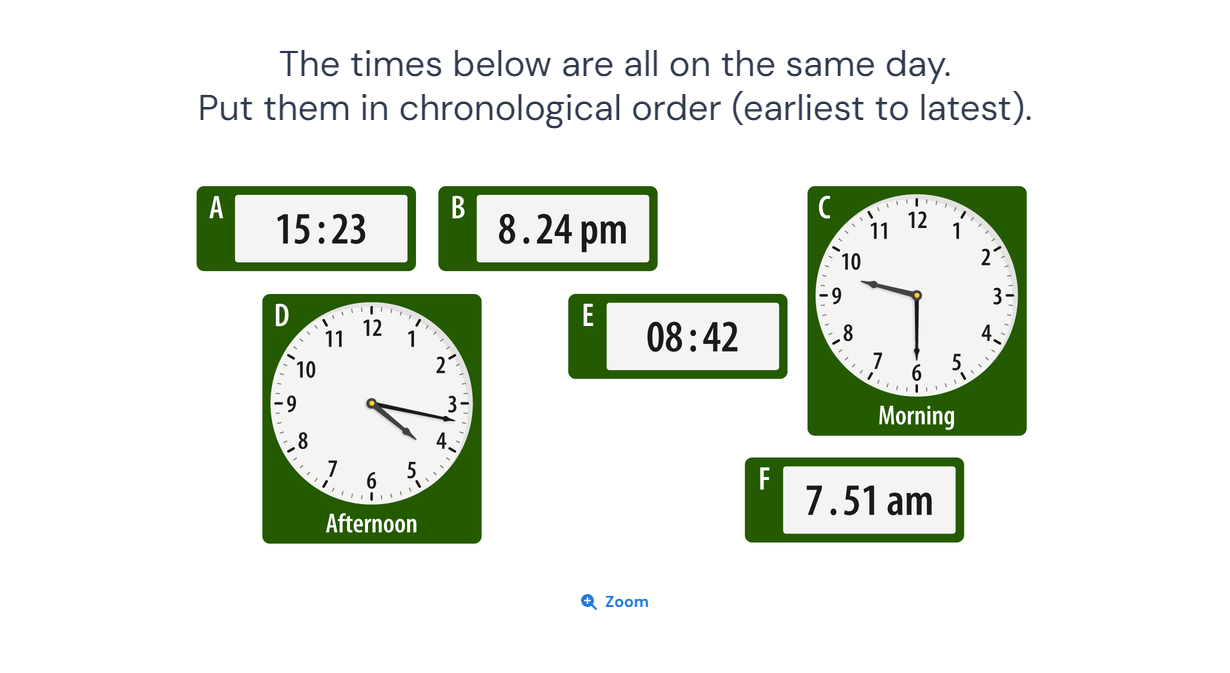 The times below are all on the same day.
Put them in chronological order (earliest to latest).
A
15:23
B
8.24 pm
C
12
1
2
3
4
5
6
7
8
9
10
11
Morning
D
12
1
2
3
4
5
6
7
8
9
10
11
Afternoon
E
08:42
F
7.51 am
Zoom